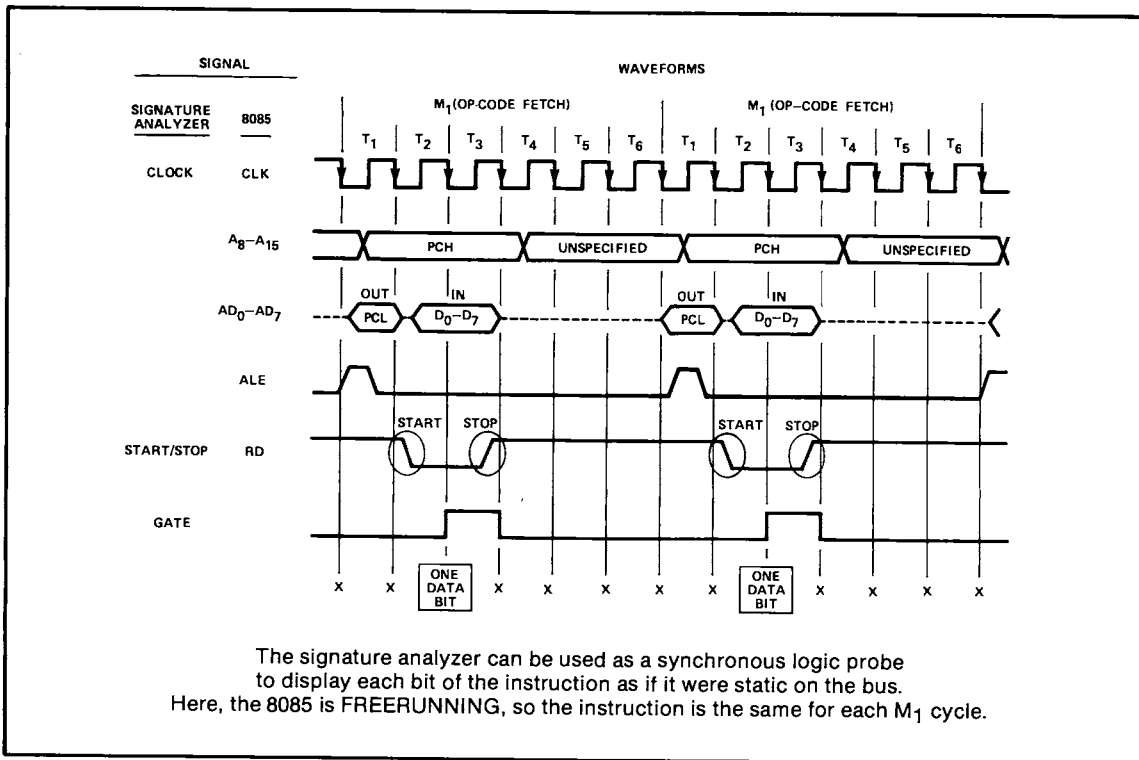 SIGNAL
WAVEFORMS
SIGNATURE ANALYZER 8085
M1 (OP-CODE FETCH) M1 (OP–CODE FETCH)
T1 T2 T3 T4 T5 T6 T1 T2 T3 T4 T5 T6
CLOCK CLK
A8–A15 PCH UNSPECIFIED PCH UNSPECIFIED
OUT IN OUT IN
AD0–AD7 PCL D0–D7 PCL D0–D7
ALE
START STOP START STOP
START/STOP RD
GATE
X X ONE DATA BIT X X X X X X ONE DATA BIT X X X X
The signature analyzer can be used as a synchronous logic probe
to display each bit of the instruction as if it were static on the bus.
Here, the 8085 is FREERUNNING, so the instruction is the same for each M1 cycle.